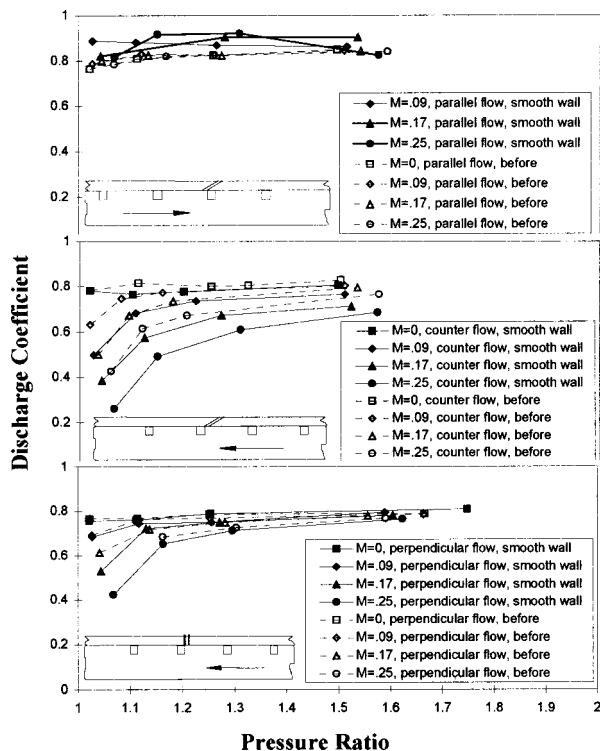 Discharge Coefficient
1
0.8
0.6
0.4
0.2
0
M=.09, parallel flow, smooth wall
M=.17, parallel flow, smooth wall
M=.25, parallel flow, smooth wall
M=0, parallel flow, before
M=.09, parallel flow, before
M=.17, parallel flow, before
M=.25, parallel flow, before
1
0.8
0.6
0.4
0.2
0
M=0, counter flow, smooth wall
M=.09, counter flow, smooth wall
M=.17, counter flow, smooth wall
M=.25, counter flow, smooth wall
M=0, counter flow, before
M=.09, counter flow, before
M=.17, counter flow, before
M=.25, counter flow, before
1
0.8
0.6
0.4
0.2
0
M=0, perpendicular flow, smooth wall
M=.09, perpendicular flow, smooth wall
M=.17, perpendicular flow, smooth wall
M=.25, perpendicular flow, smooth wall
M=0, perpendicular flow, before
M=.09, perpendicular flow, before
M=.17, perpendicular flow, before
M=.25, perpendicular flow, before
1 1.1 1.2 1.3 1.4 1.5 1.6 1.7 1.8 1.9 2
Pressure Ratio